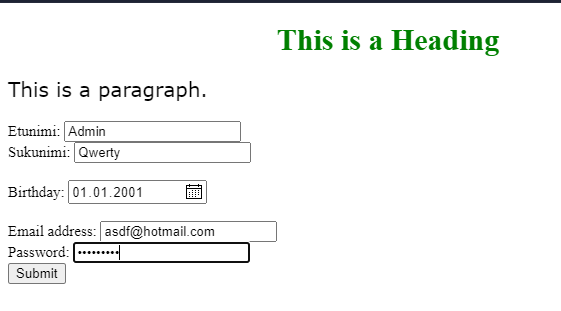 This is a Heading
This is a paragraph.
Etunimi: Admin
Sukunimi: Qwerty
Birthday: 01.01.2001
Email address: asdf@hotmail.com
Password: •••••••••
Submit